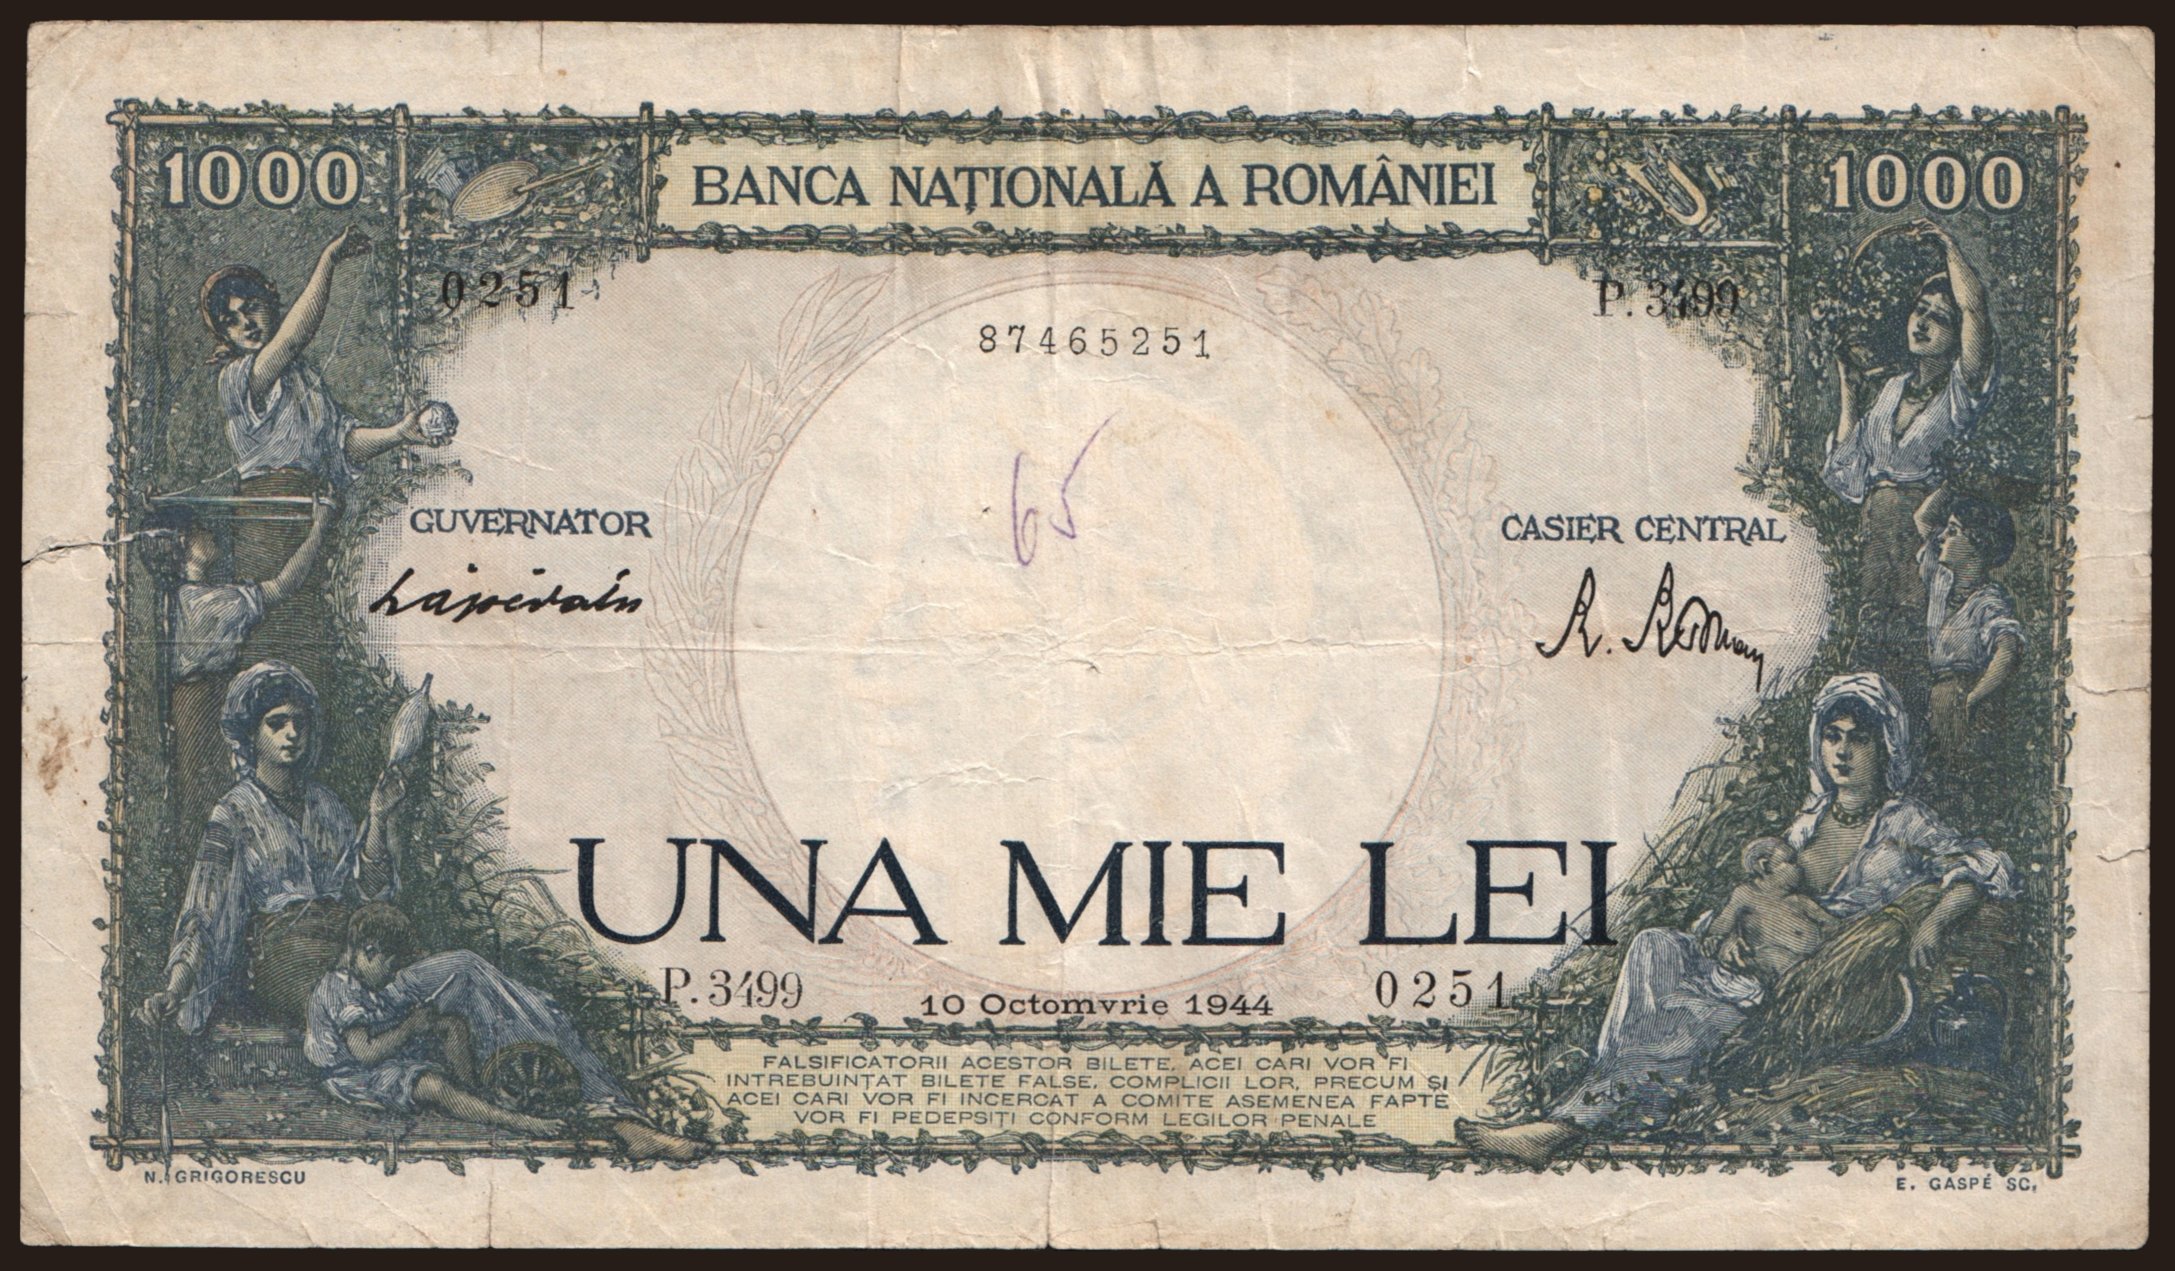 1000
BANCA NAȚIONALĂ A ROMÂNIEI
1000
0251
P. 3499
87465251
65
GUVERNATOR
CASIER CENTRAL
UNA MIE LEI
P. 3499
10 Octomvrie 1944
0251
FALSIFICATORII ACESTOR BILETE, ACEI CARI VOR FI
INTREBUINȚAT BILETE FALSE, COMPLICII LOR, PRECUM ȘI
ACEI CARI VOR FI INCERCAT A COMITE ASEMENEA FAPTE
VOR FI PEDEPSIȚI CONFORM LEGILOR PENALE
N. GRIGORESCU
E. GASPÉ SC.